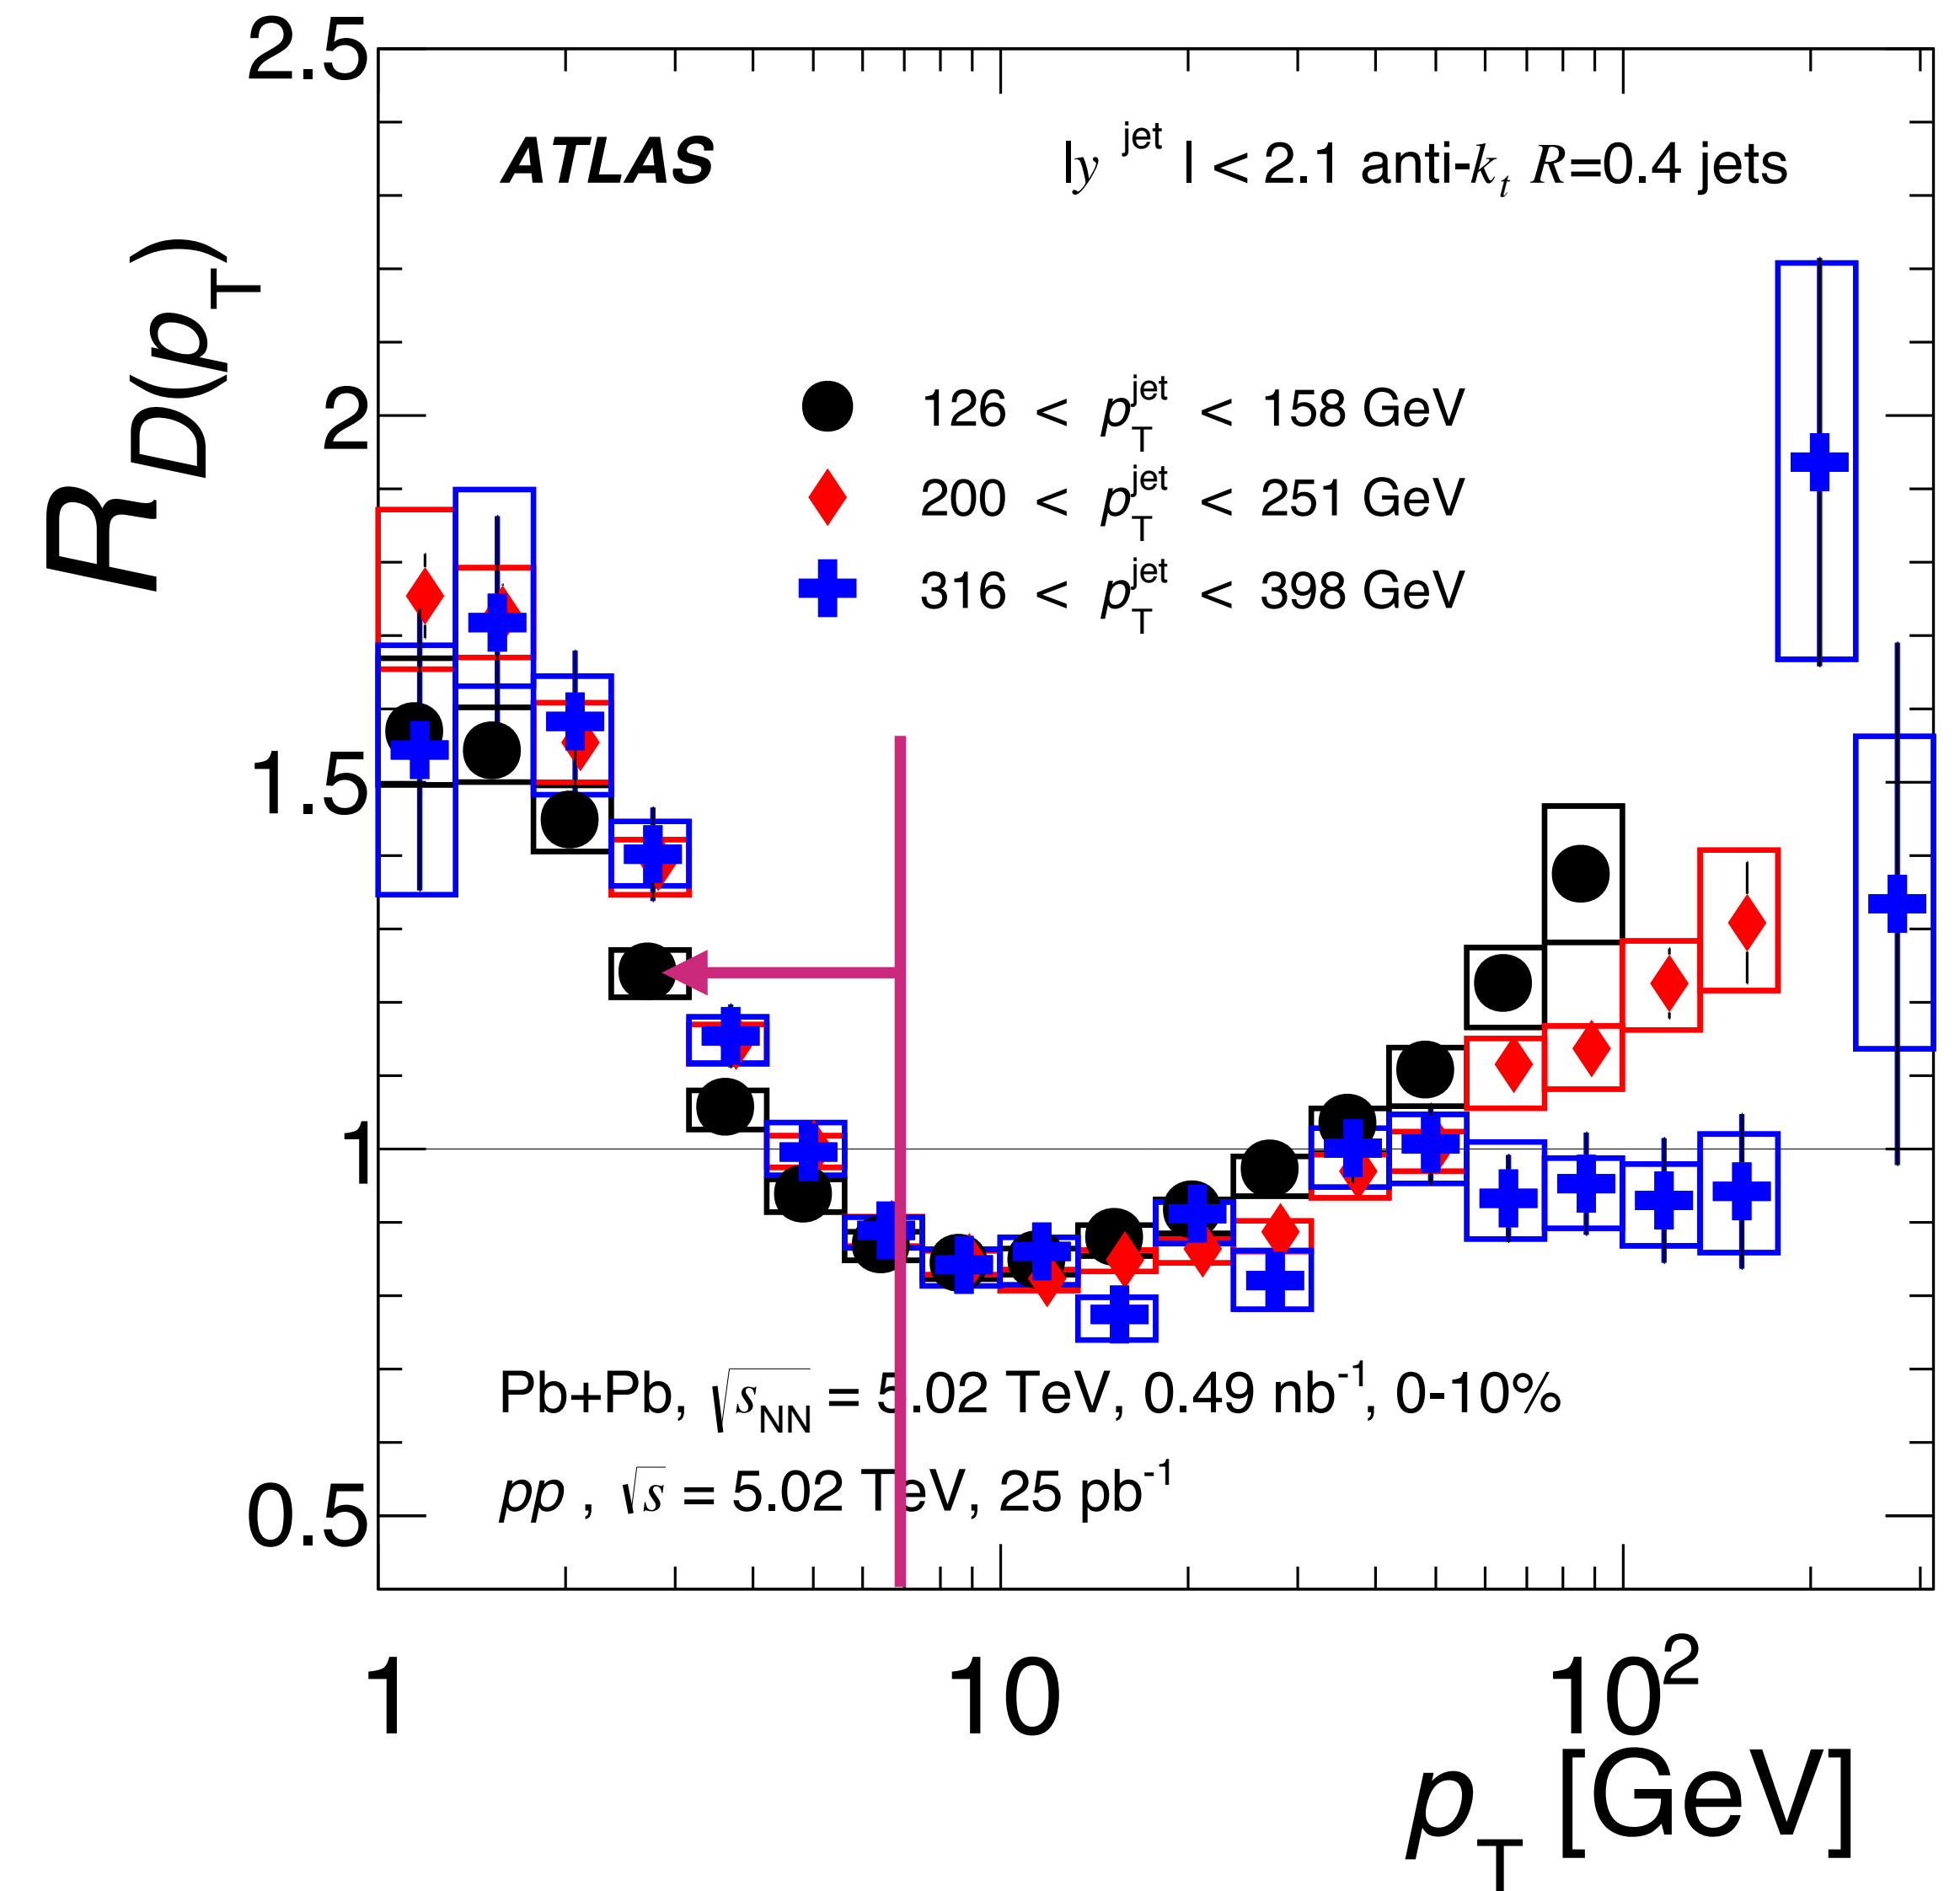 2.5
ATLAS
|y^jet| < 2.1 anti-k_t R=0.4 jets
R_D(p_T)
2
126 < p_T^jet < 158 GeV
200 < p_T^jet < 251 GeV
316 < p_T^jet < 398 GeV
1.5
1
Pb+Pb, √s_NN = 5.02 TeV, 0.49 nb^-1, 0-10%
pp , √s = 5.02 TeV, 25 pb^-1
0.5
1 10 10^2
p_T [GeV]